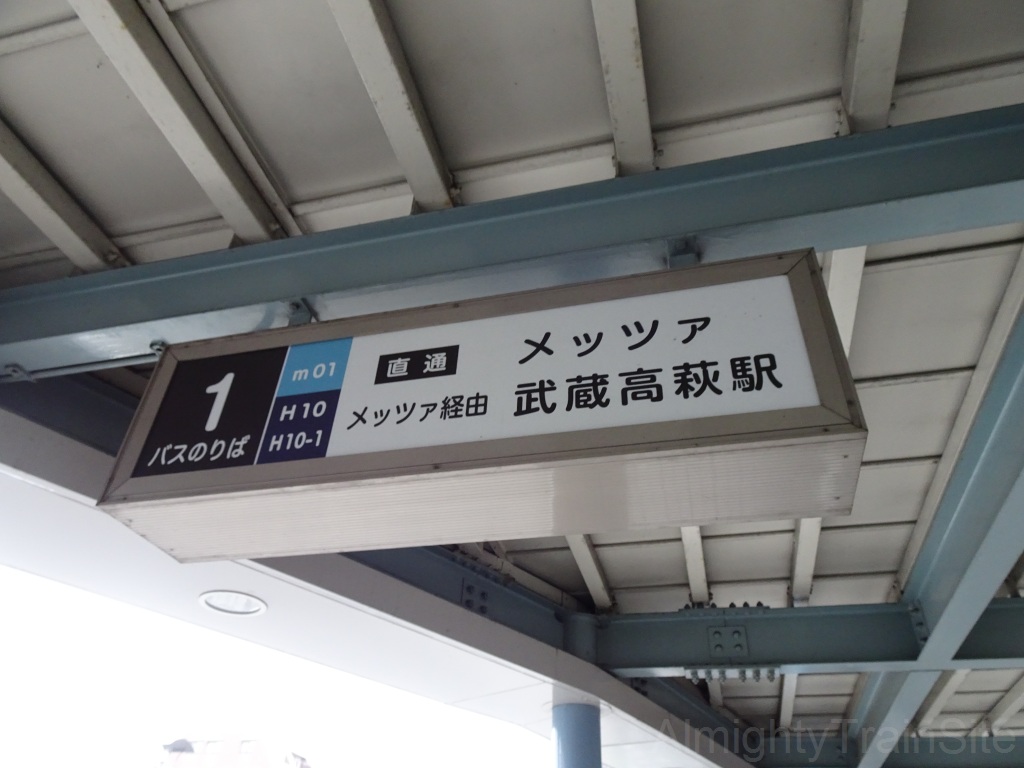 1
バスのりば
m01
H10
H10-1
直通 メッツァ
メッツァ経由 武蔵高萩駅
AlmightyTrainSite